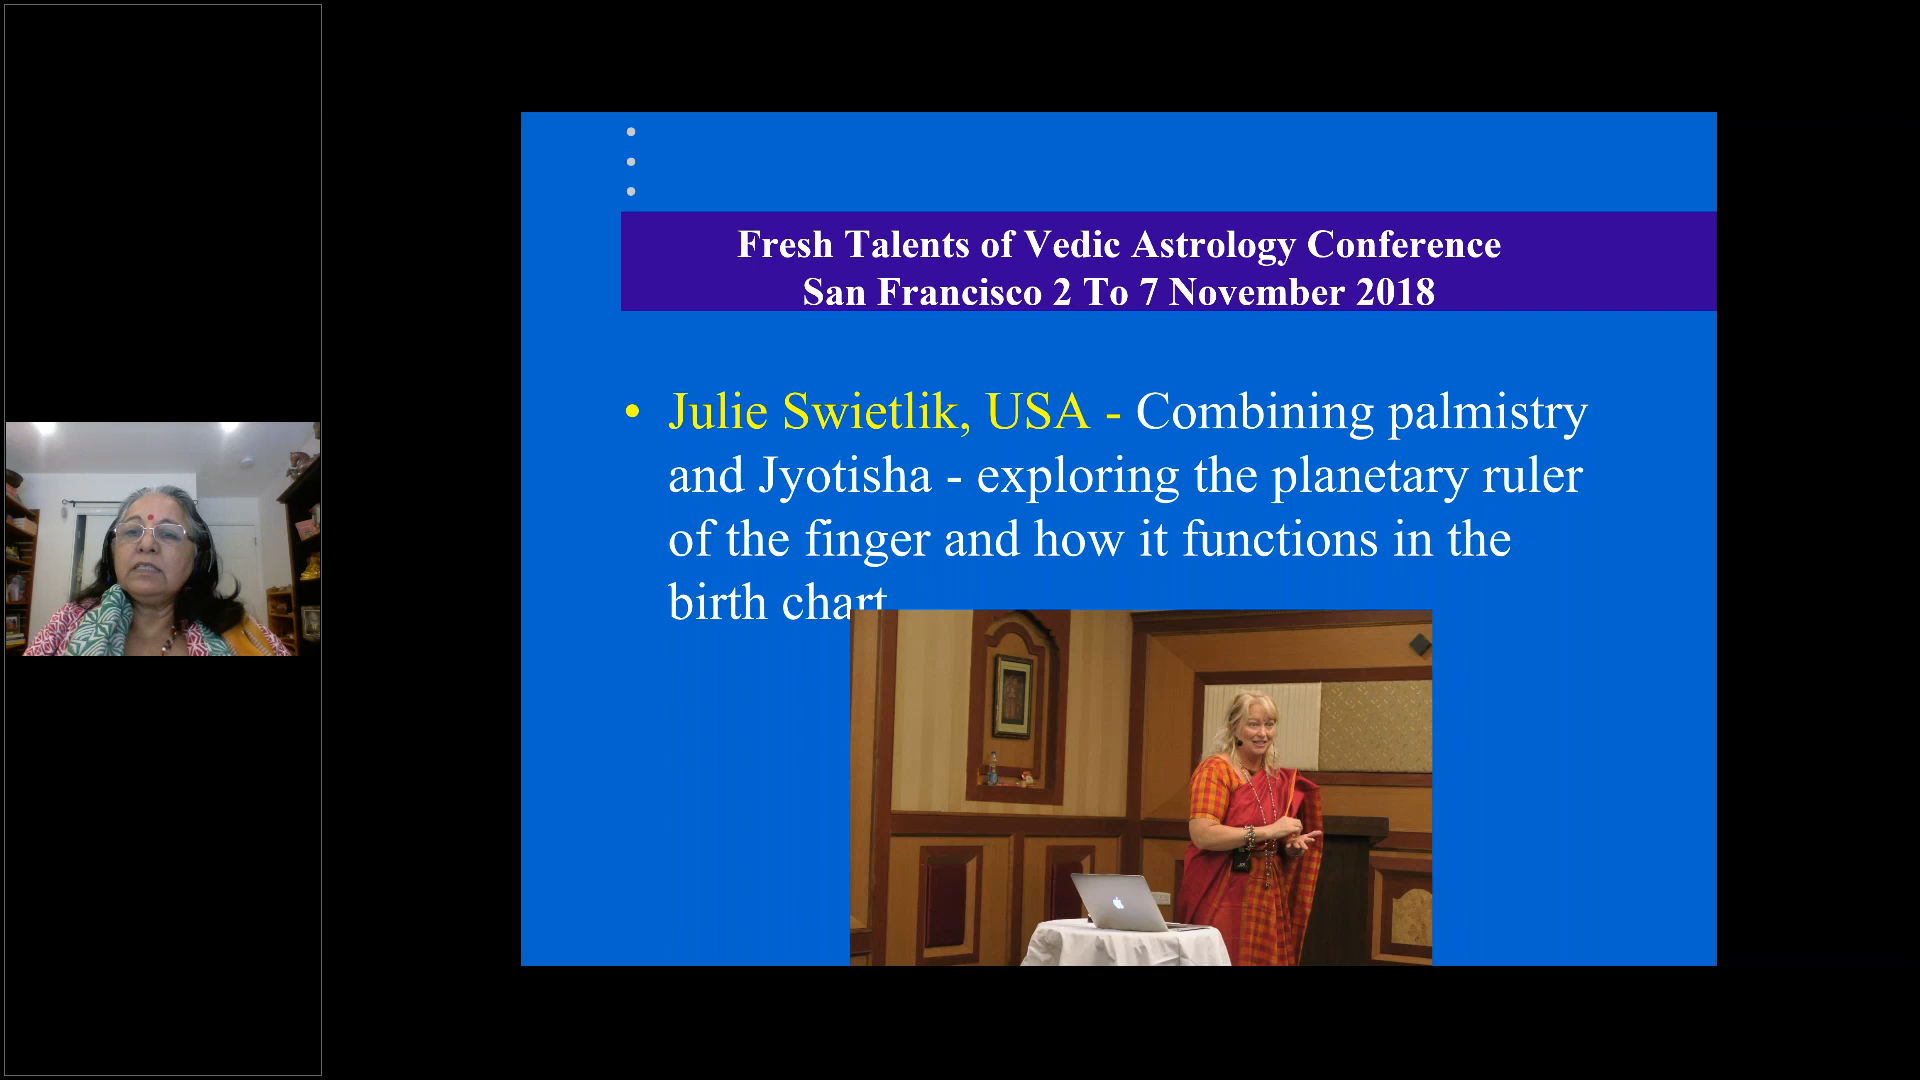 Fresh Talents of Vedic Astrology Conference
San Francisco 2 To 7 November 2018
• Julie Swietlik, USA - Combining palmistry
and Jyotisha - exploring the planetary ruler
of the finger and how it functions in the
birth chart